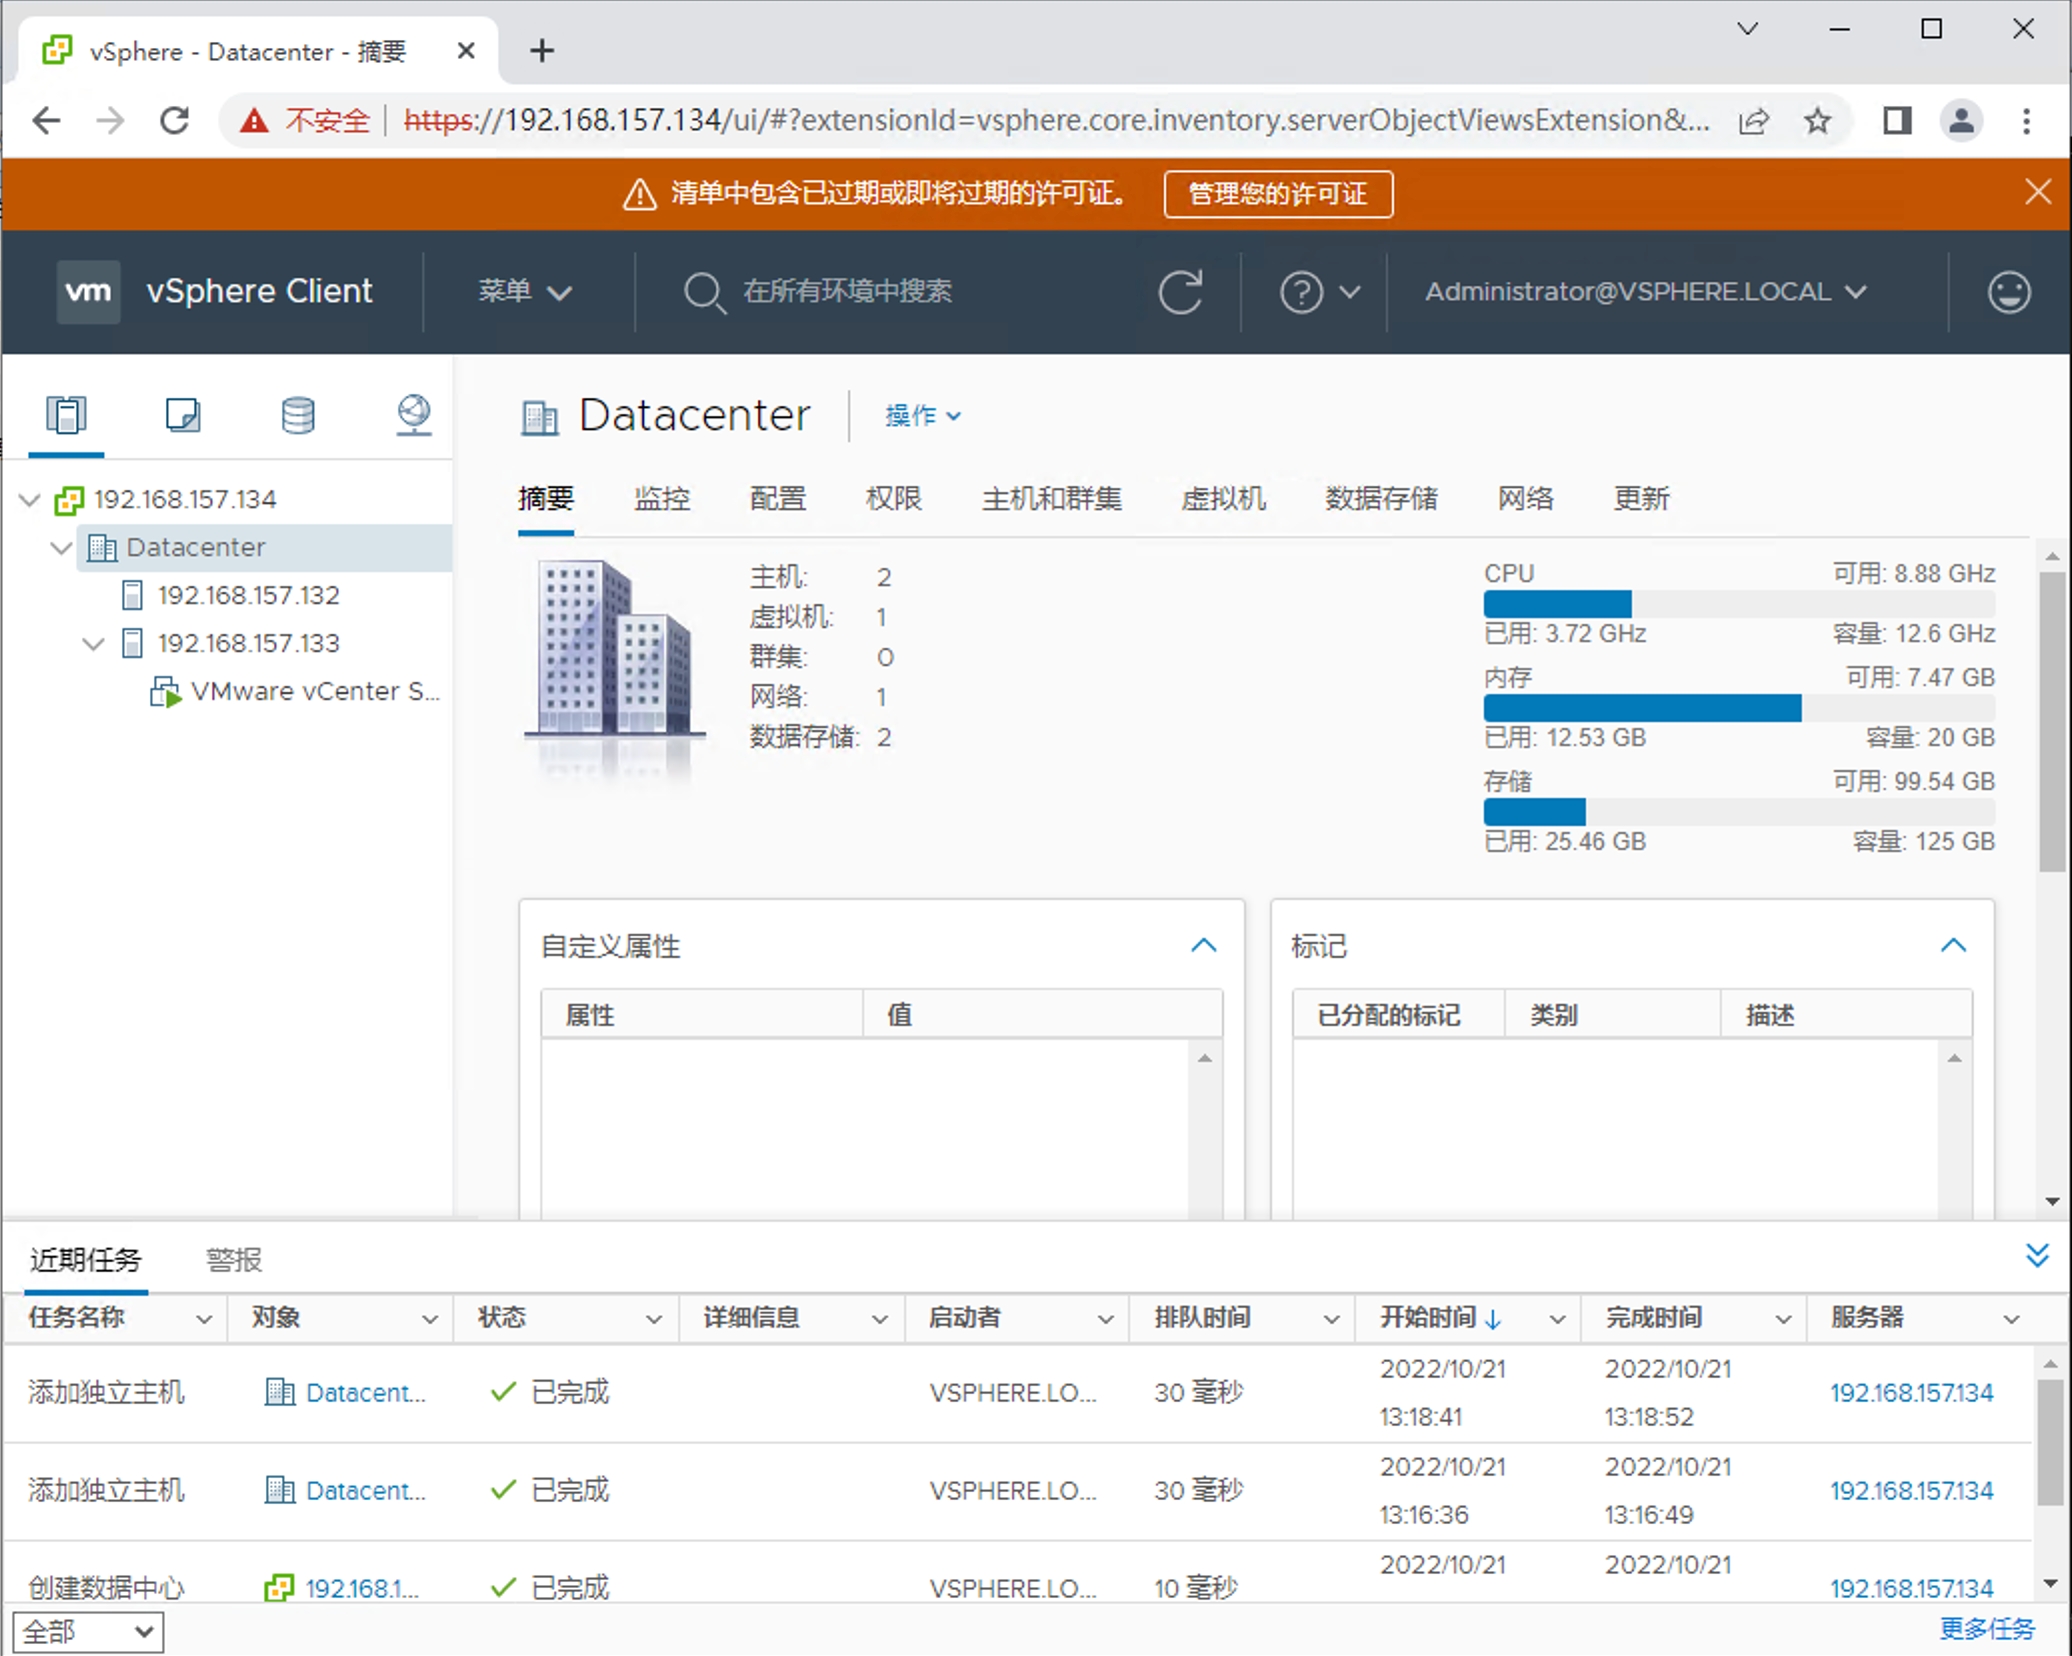 vSphere - Datacenter - 摘要
不安全 https://192.168.157.134/ui/#?extensionId=vsphere.core.inventory.serverObjectViewsExtension&...
清单中包含已过期或即将过期的许可证。 管理您的许可证
vm vSphere Client 菜单 在所有环境中搜索 Administrator@VSPHERE.LOCAL
192.168.157.134
Datacenter
192.168.157.132
192.168.157.133
VMware vCenter S...
Datacenter 操作
摘要 监控 配置 权限 主机和群集 虚拟机 数据存储 网络 更新
主机: 2
虚拟机: 1
群集: 0
网络: 1
数据存储: 2
CPU 可用: 8.88 GHz
已用: 3.72 GHz 容量: 12.6 GHz
内存 可用: 7.47 GB
已用: 12.53 GB 容量: 20 GB
存储 可用: 99.54 GB
已用: 25.46 GB 容量: 125 GB
自定义属性
属性 值
标记
已分配的标记 类别 描述
近期任务 警报
任务名称 对象 状态 详细信息 启动者 排队时间 开始时间 完成时间 服务器
添加独立主机 Datacent... 已完成 VSPHERE.LO... 30 毫秒 2022/10/21 13:18:41 2022/10/21 13:18:52 192.168.157.134
添加独立主机 Datacent... 已完成 VSPHERE.LO... 30 毫秒 2022/10/21 13:16:36 2022/10/21 13:16:49 192.168.157.134
创建数据中心 192.168.1... 已完成 VSPHERE.LO... 10 毫秒 2022/10/21 2022/10/21 192.168.157.134
全部 更多任务